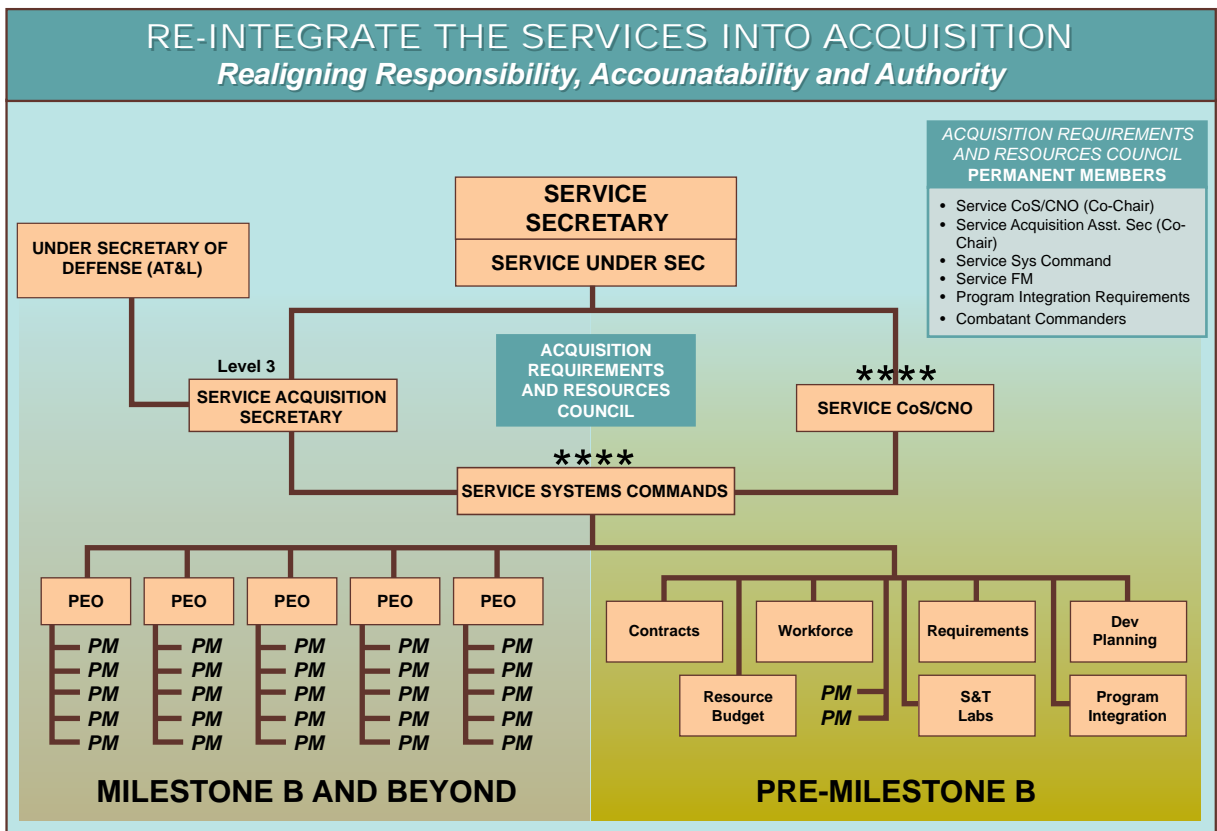 RE-INTEGRATE THE SERVICES INTO ACQUISITION
Realigning Responsibility, Accounatability and Authority
ACQUISITION REQUIREMENTS
AND RESOURCES COUNCIL
PERMANENT MEMBERS
• Service CoS/CNO (Co-Chair)
• Service Acquisition Asst. Sec (Co-
Chair)
• Service Sys Command
• Service FM
• Program Integration Requirements
• Combatant Commanders
SERVICE
SECRETARY
SERVICE UNDER SEC
UNDER SECRETARY OF
DEFENSE (AT&L)
Level 3
SERVICE ACQUISITION
SECRETARY
ACQUISITION
REQUIREMENTS
AND RESOURCES
COUNCIL
****
SERVICE CoS/CNO
****
SERVICE SYSTEMS COMMANDS
PEO PEO PEO PEO PEO
PM PM PM PM PM
PM PM PM PM PM
PM PM PM PM PM
PM PM PM PM PM
PM PM PM PM PM
Contracts
Workforce
Requirements
Dev
Planning
Resource
Budget
PM
PM
S&T
Labs
Program
Integration
MILESTONE B AND BEYOND
PRE-MILESTONE B